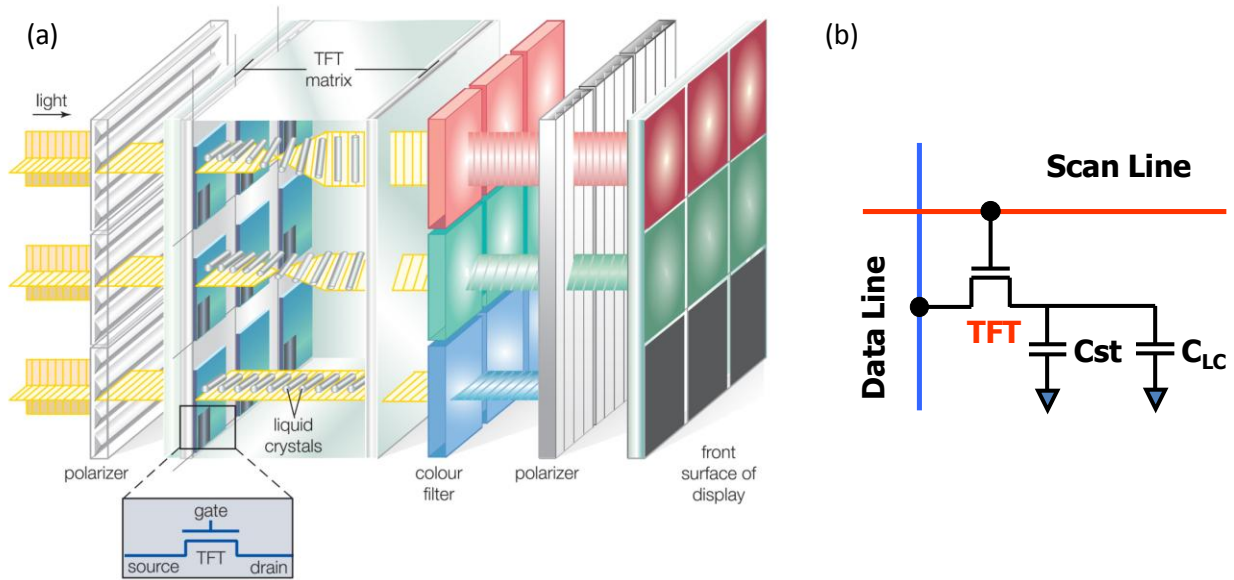 (a)
TFT
matrix
light
liquid
crystals
polarizer
colour
filter
polarizer
front
surface of
display
gate
TFT
source
drain
(b)
Scan Line
Data Line
TFT
Cst
CLC